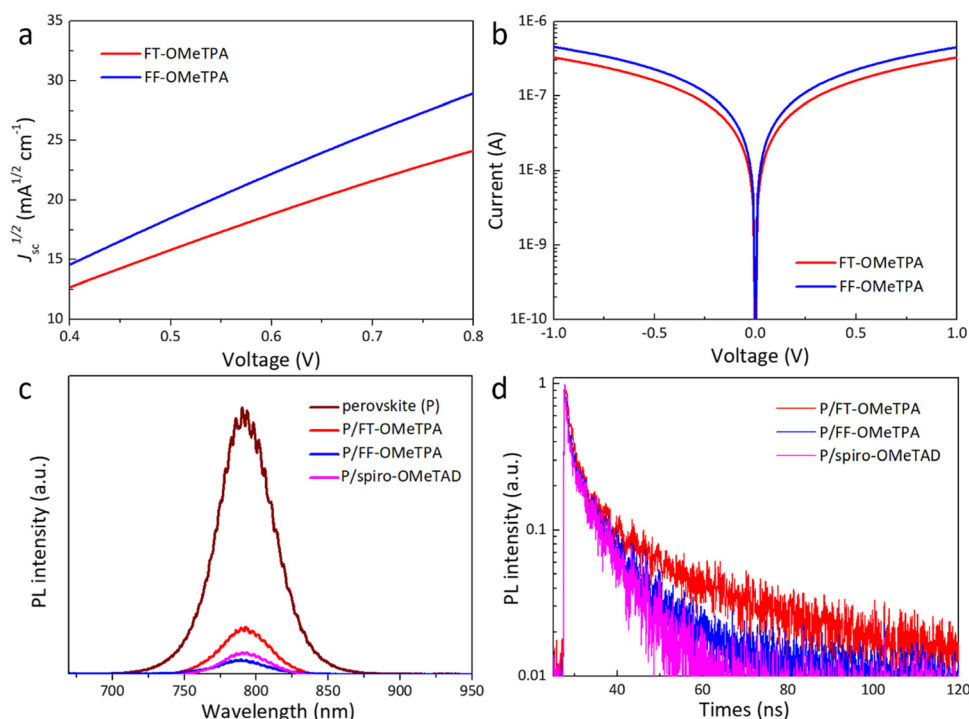 a
FT-OMeTPA
FF-OMeTPA
J_sc^1/2 (mA^1/2 cm^-1)
35
30
25
20
15
10
0.4 0.5 0.6 0.7 0.8
Voltage (V)
b
Current (A)
1E-6
1E-7
1E-8
1E-9
1E-10
FT-OMeTPA
FF-OMeTPA
-1.0 -0.5 0.0 0.5 1.0
Voltage (V)
c
perovskite (P)
P/FT-OMeTPA
P/FF-OMeTPA
P/spiro-OMeTAD
PL intensity (a.u.)
700 750 800 850 900 950
Wavelength (nm)
d
P/FT-OMeTPA
P/FF-OMeTPA
P/spiro-OMeTAD
PL intensity (a.u.)
1
0.1
0.01
40 60 80 100 120
Times (ns)